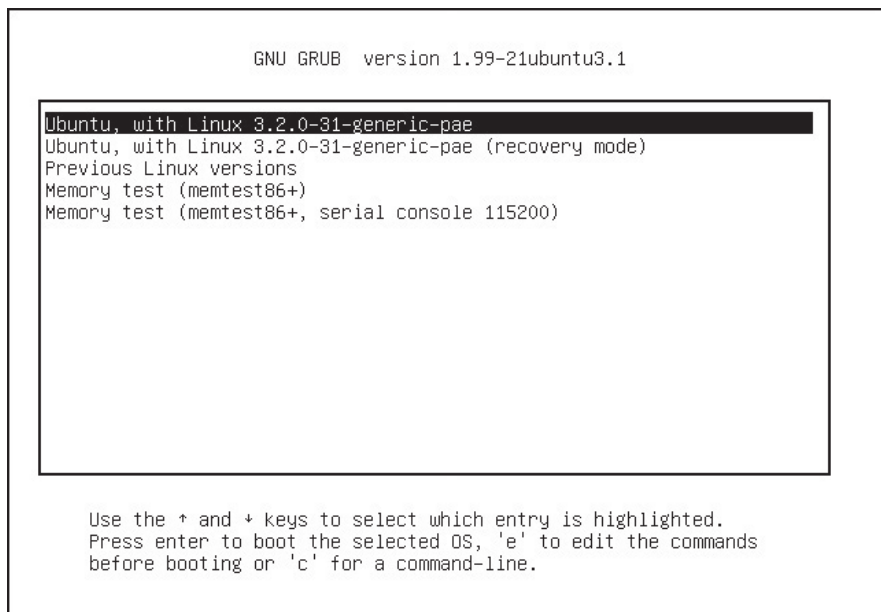 GNU GRUB version 1.99-21ubuntu3.1
Ubuntu, with Linux 3.2.0-31-generic-pae
Ubuntu, with Linux 3.2.0-31-generic-pae (recovery mode)
Previous Linux versions
Memory test (memtest86+)
Memory test (memtest86+, serial console 115200)
Use the ↑ and ↓ keys to select which entry is highlighted.
Press enter to boot the selected OS, 'e' to edit the commands
before booting or 'c' for a command-line.